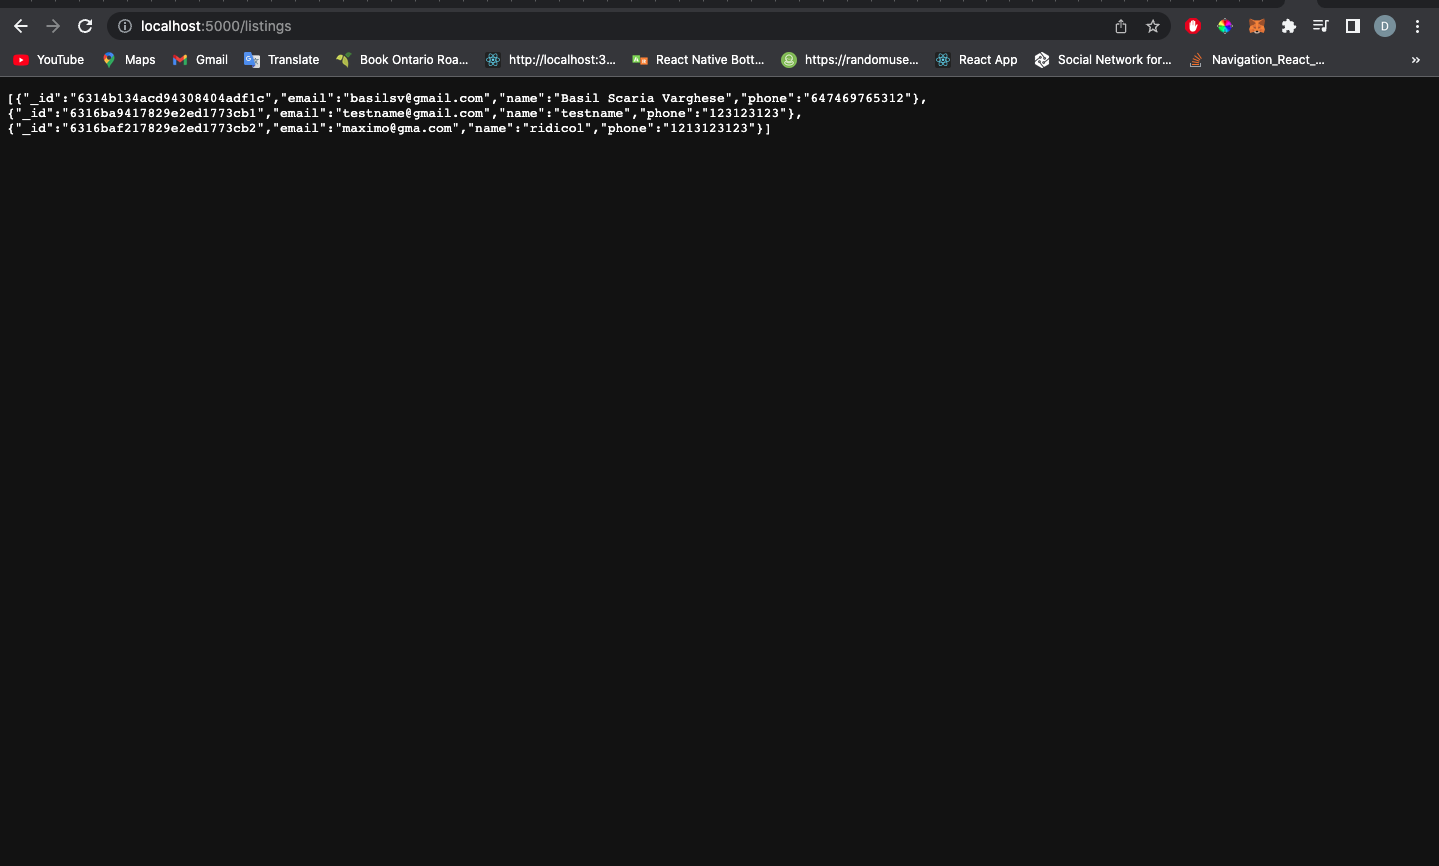 localhost:5000/listings
D
YouTube Maps Gmail Translate Book Ontario Roa... http://localhost:3... React Native Bott... https://randomuse... React App Social Network for... Navigation_React_... »
[{"_id":"6314b134acd94308404adf1c","email":"basilsv@gmail.com","name":"Basil Scaria Varghese","phone":"647469765312"},
{"_id":"6316ba9417829e2ed1773cb1","email":"testname@gmail.com","name":"testname","phone":"123123123"},
{"_id":"6316baf217829e2ed1773cb2","email":"maximo@gma.com","name":"ridicol","phone":"1213123123"}]